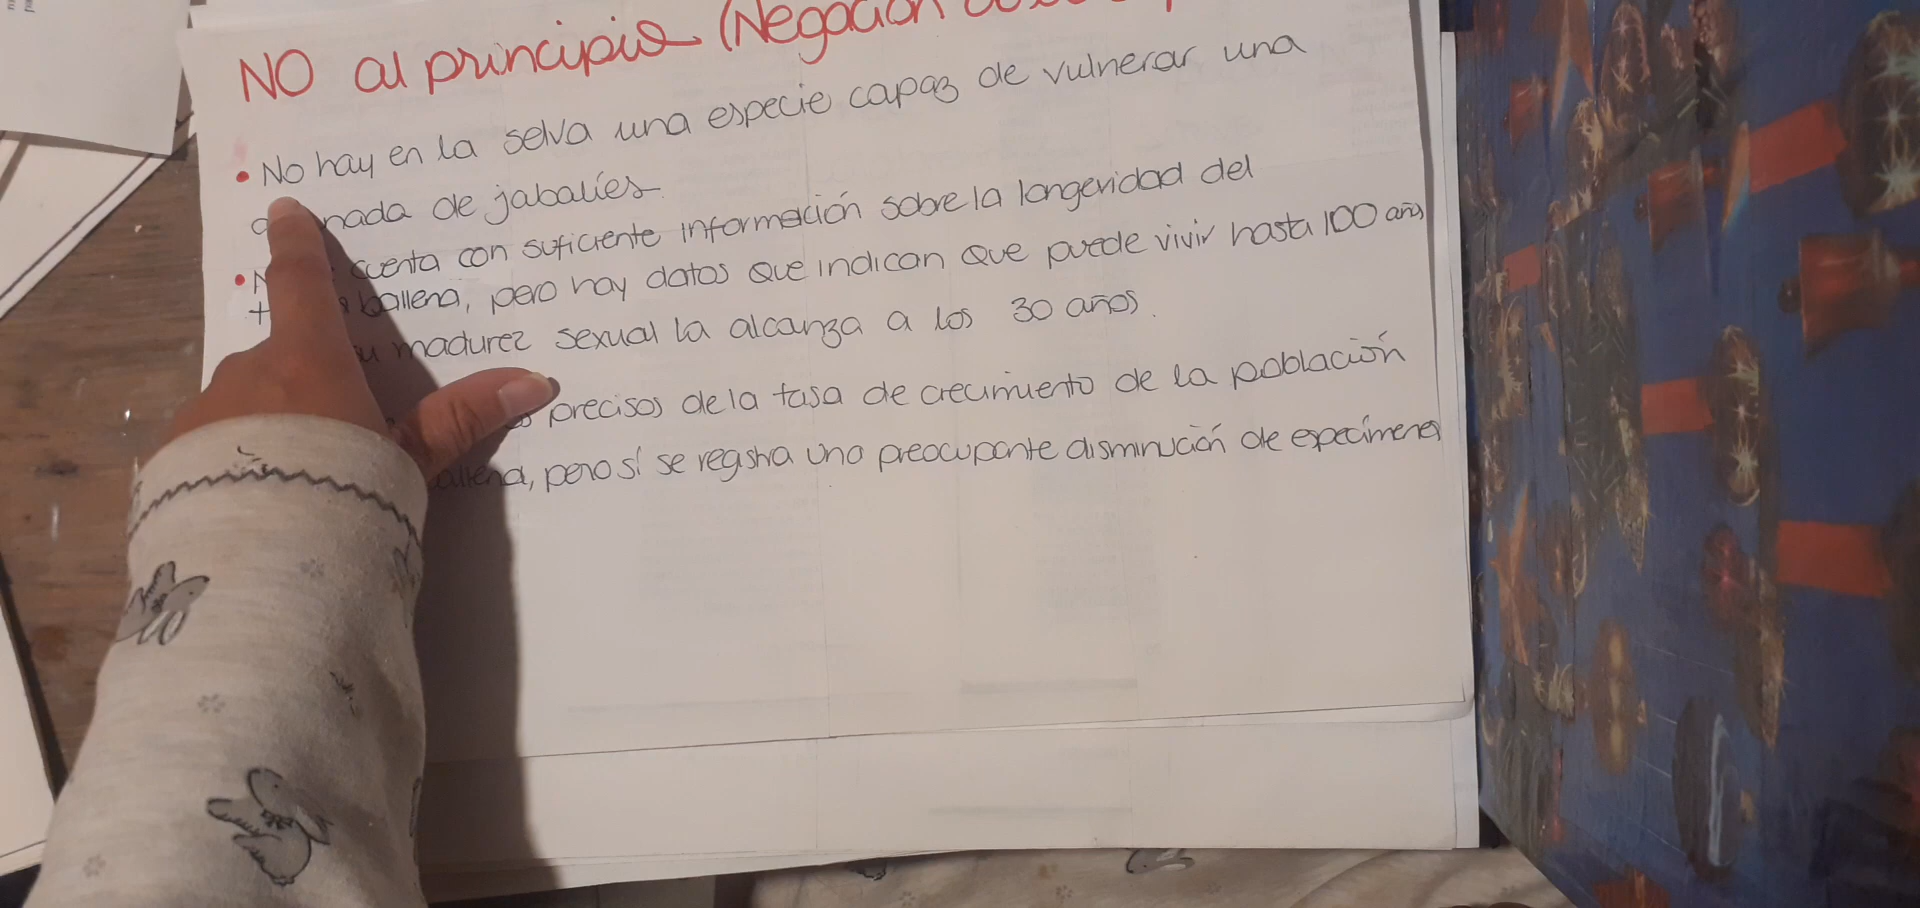 NO al principio (Negación
• No hay en la selva una especie capaz de vulnerar una
nada de jabalíes.
• cuenta con suficiente información sobre la longevidad del
ballena, pero hay datos que indican que puede vivir hasta 100 años
su madurez sexual la alcanza a los 30 años.
precisos de la tasa de crecimiento de la población
ballena, pero sí se registra una preocupante disminución de especímenes